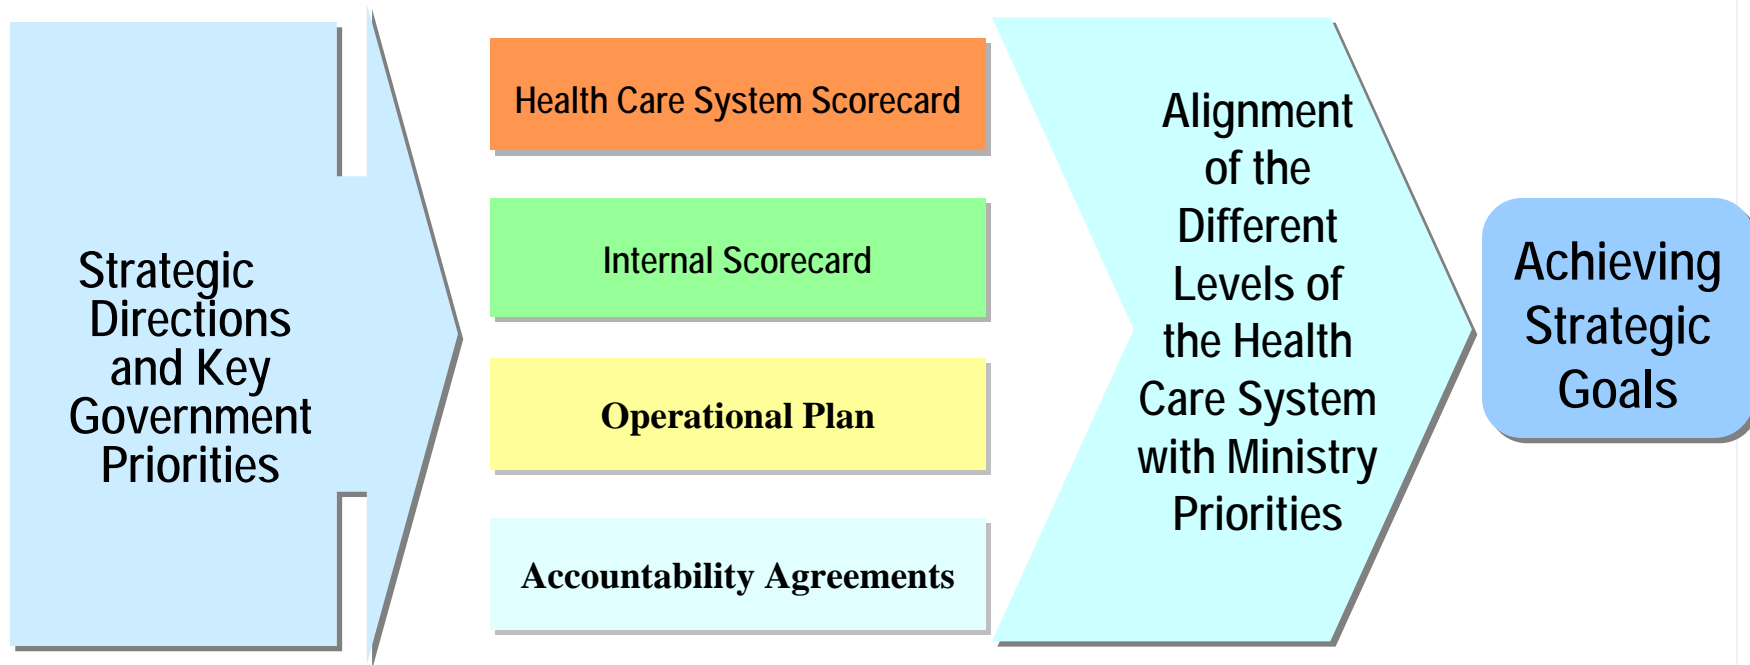 Strategic
Directions
and Key
Government
Priorities
Health Care System Scorecard
Internal Scorecard
Operational Plan
Accountability Agreements
Alignment
of the
Different
Levels of
the Health
Care System
with Ministry
Priorities
Achieving
Strategic
Goals